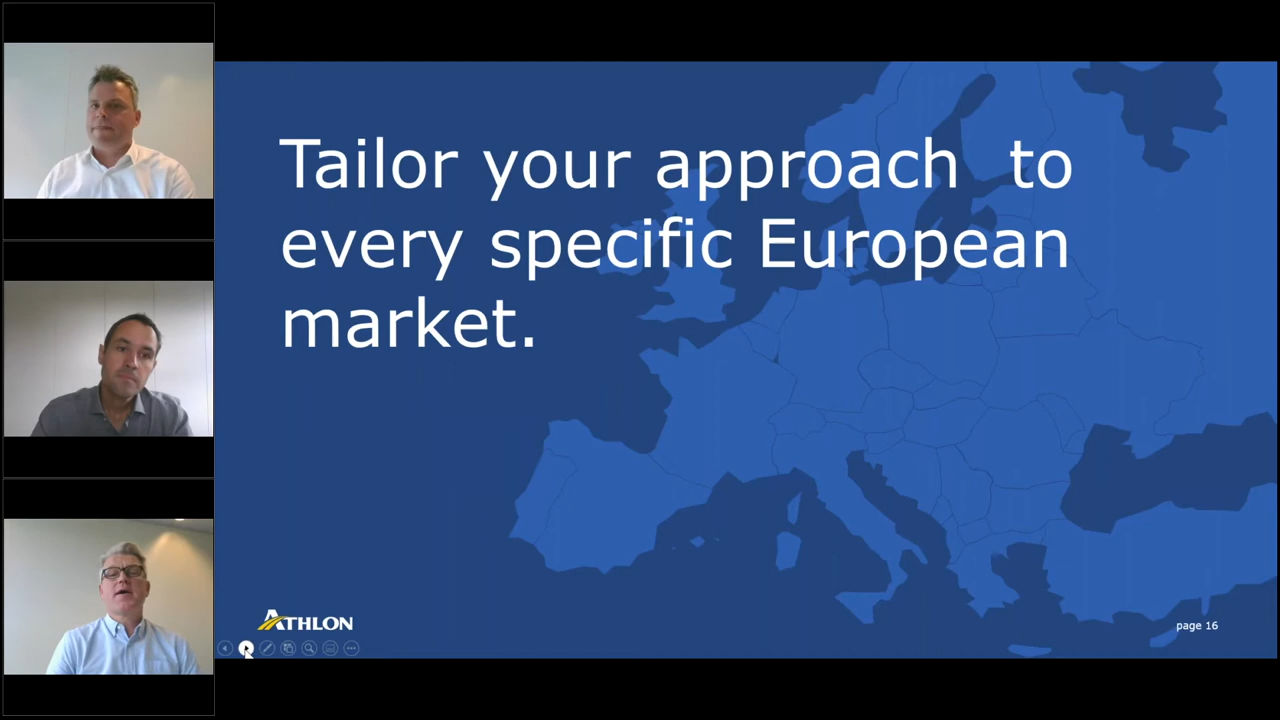 Tailor your approach  to
every specific European
market.
ATHLON
page 16